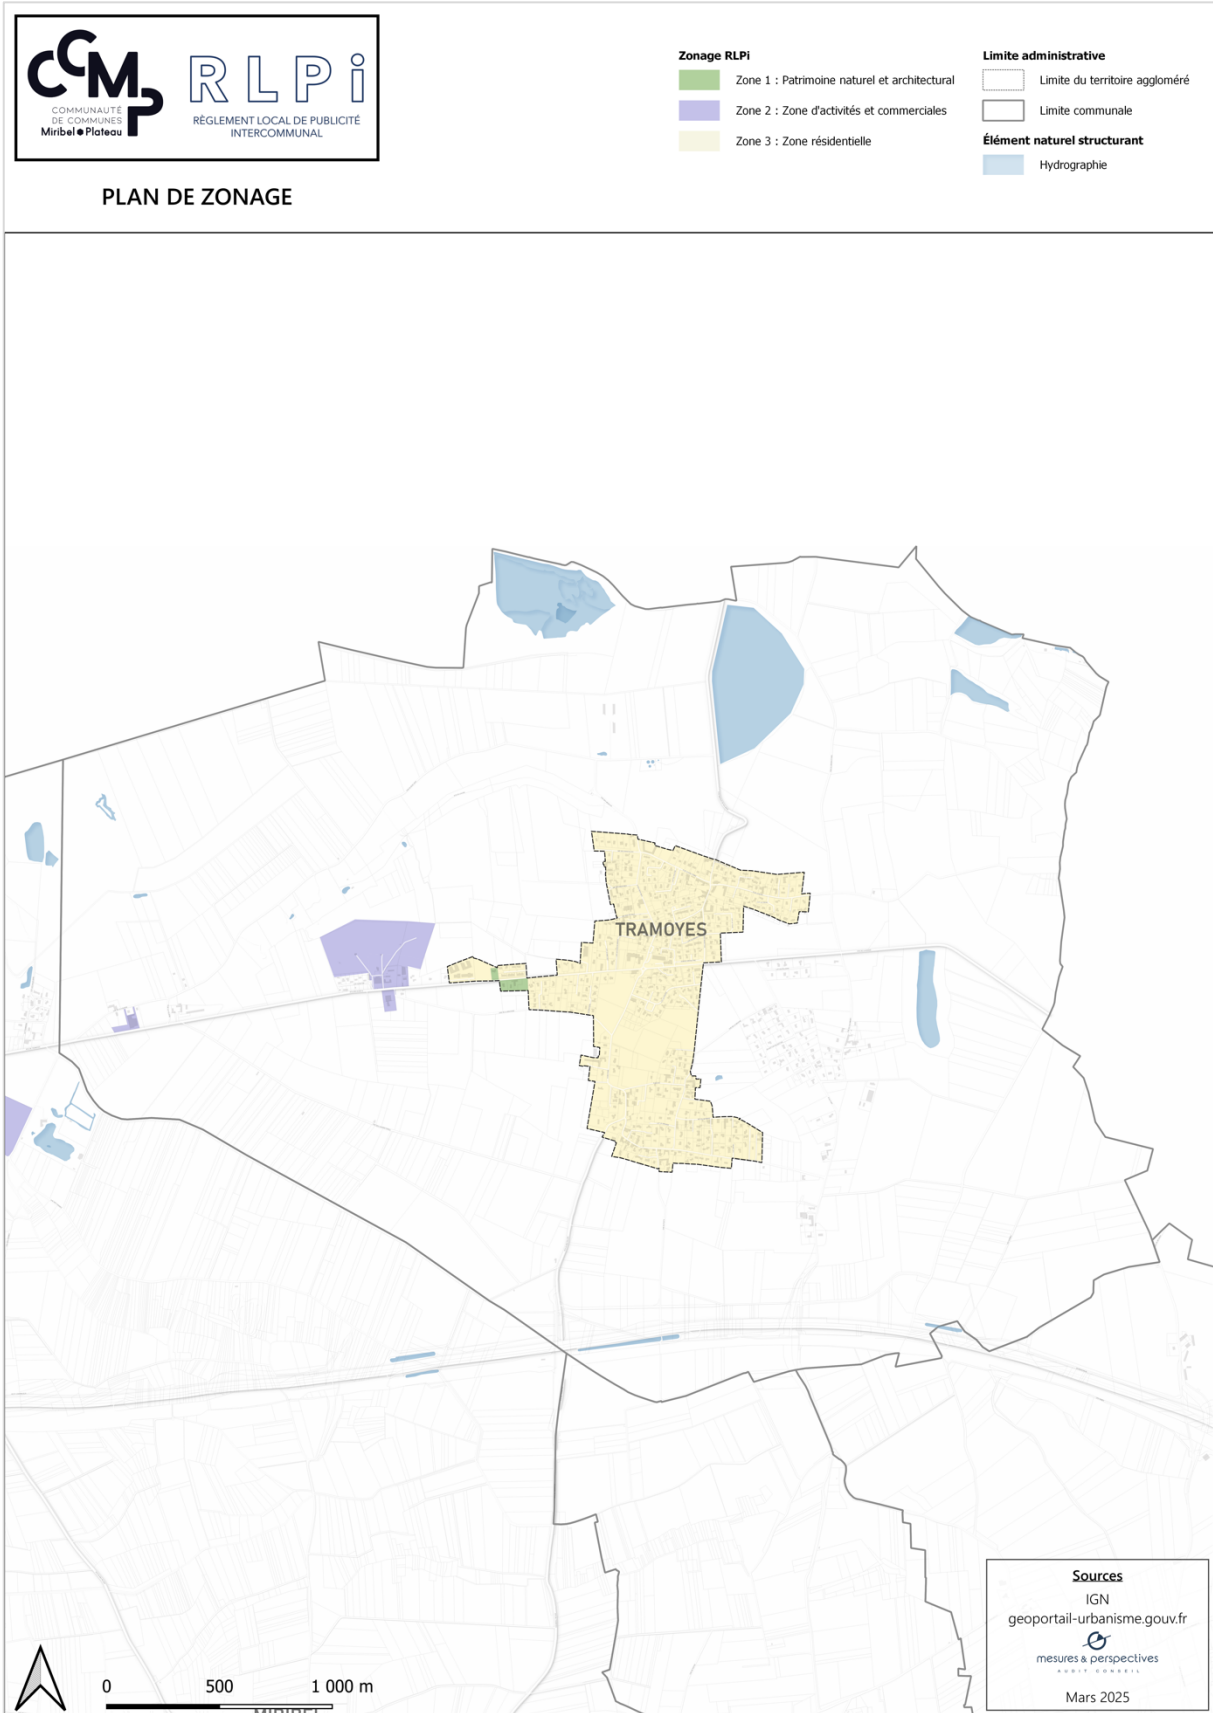 CCMP
COMMUNAUTÉ
DE COMMUNES
Miribel Plateau
RLPi
RÈGLEMENT LOCAL DE PUBLICITÉ
INTERCOMMUNAL
PLAN DE ZONAGE
Zonage RLPi
Zone 1 : Patrimoine naturel et architectural
Zone 2 : Zone d'activités et commerciales
Zone 3 : Zone résidentielle
Limite administrative
Limite du territoire aggloméré
Limite communale
Élément naturel structurant
Hydrographie
TRAMOYES
0 500 1 000 m
MIRIBEL
Sources
IGN
geoportail-urbanisme.gouv.fr
mesures & perspectives
AUDIT CONSEIL
Mars 2025